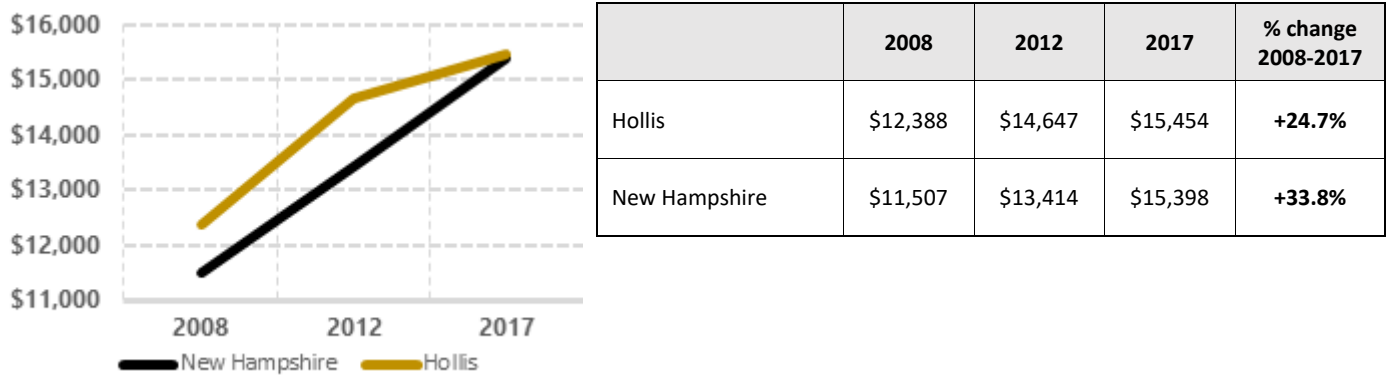 $16,000
$15,000
$14,000
$13,000
$12,000
$11,000
2008 2012 2017
New Hampshire Hollis
2008 2012 2017 % change
2008-2017
Hollis $12,388 $14,647 $15,454 +24.7%
New Hampshire $11,507 $13,414 $15,398 +33.8%